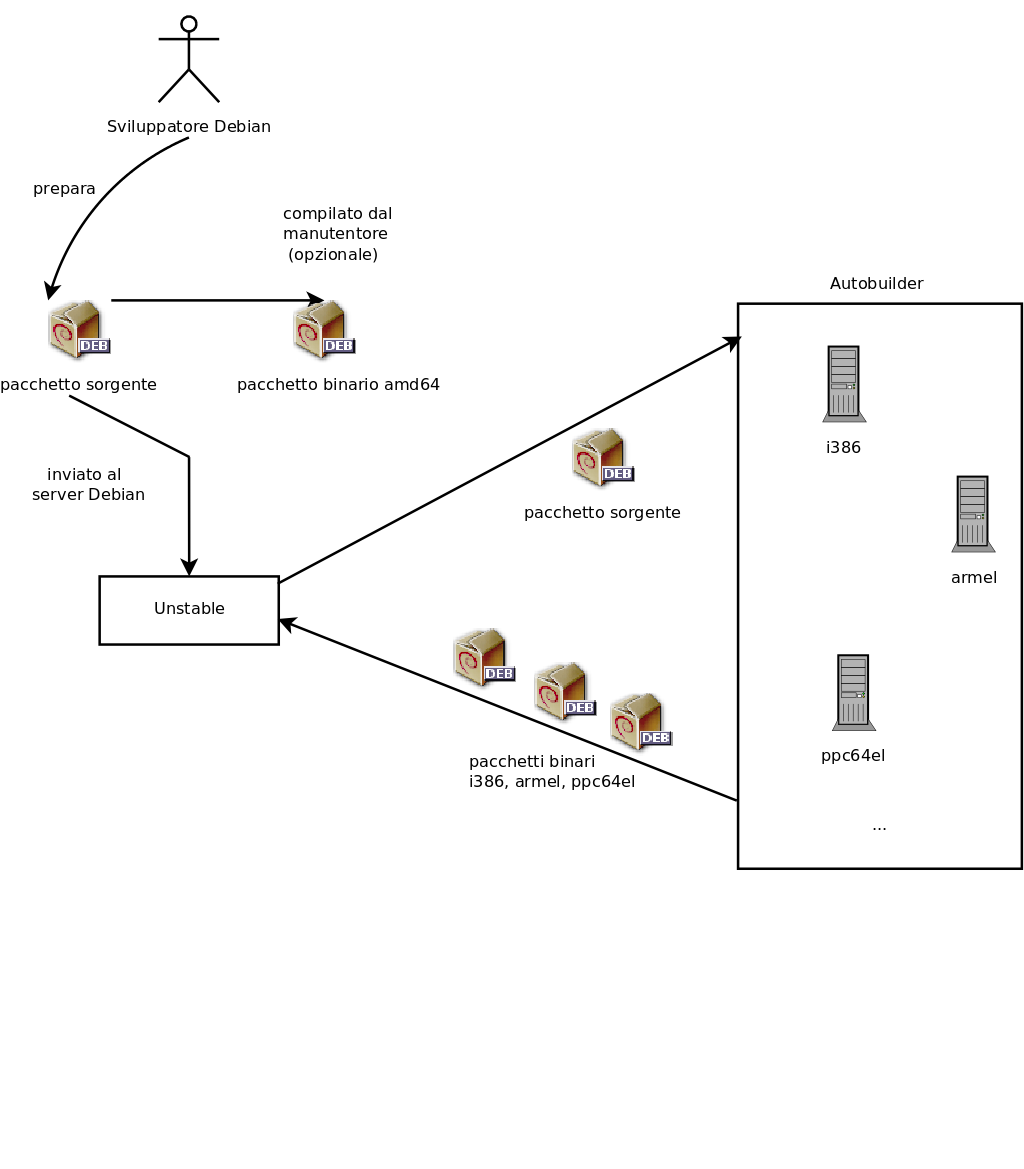 Sviluppatore Debian
prepara
compilato dal
manutentore
(opzionale)
DEB
DEB
pacchetto sorgente
pacchetto binario amd64
Autobuilder
i386
DEB
pacchetto sorgente
inviato al
server Debian
armel
Unstable
DEB
DEB
DEB
pacchetti binari
i386, armel, ppc64el
ppc64el
...